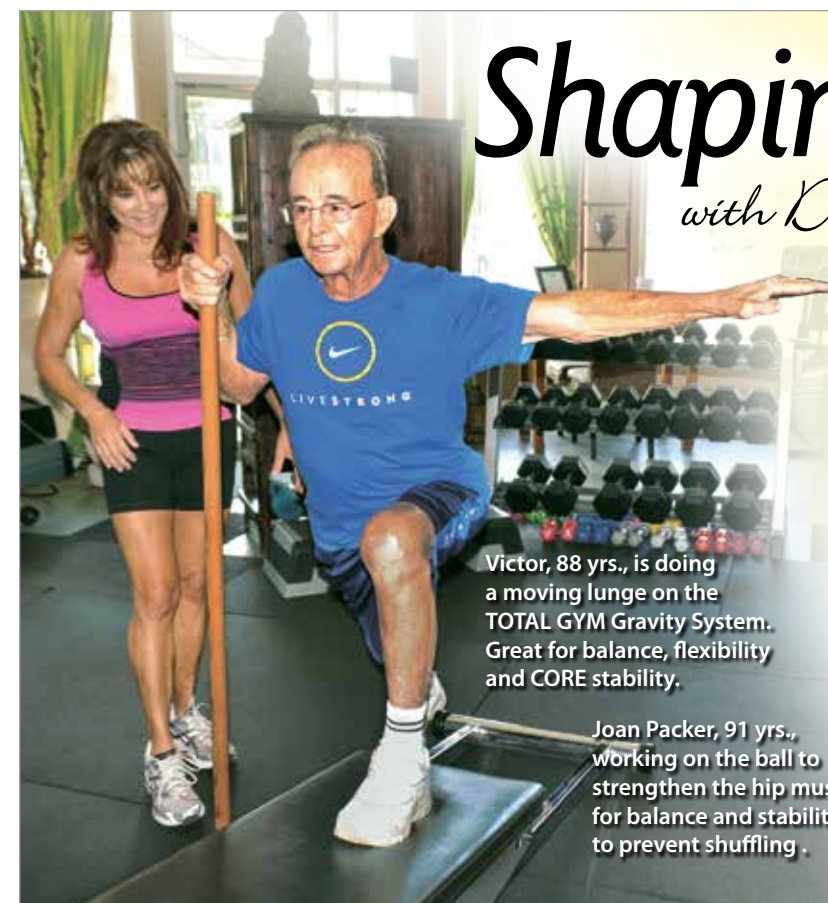 Shapin
with D
LIVESTRONG
Victor, 88 yrs., is doing
a moving lunge on the
TOTAL GYM Gravity System.
Great for balance, flexibility
and CORE stability.
Joan Packer, 91 yrs.,
working on the ball to
strengthen the hip mus
for balance and stabilit
to prevent shuffling .